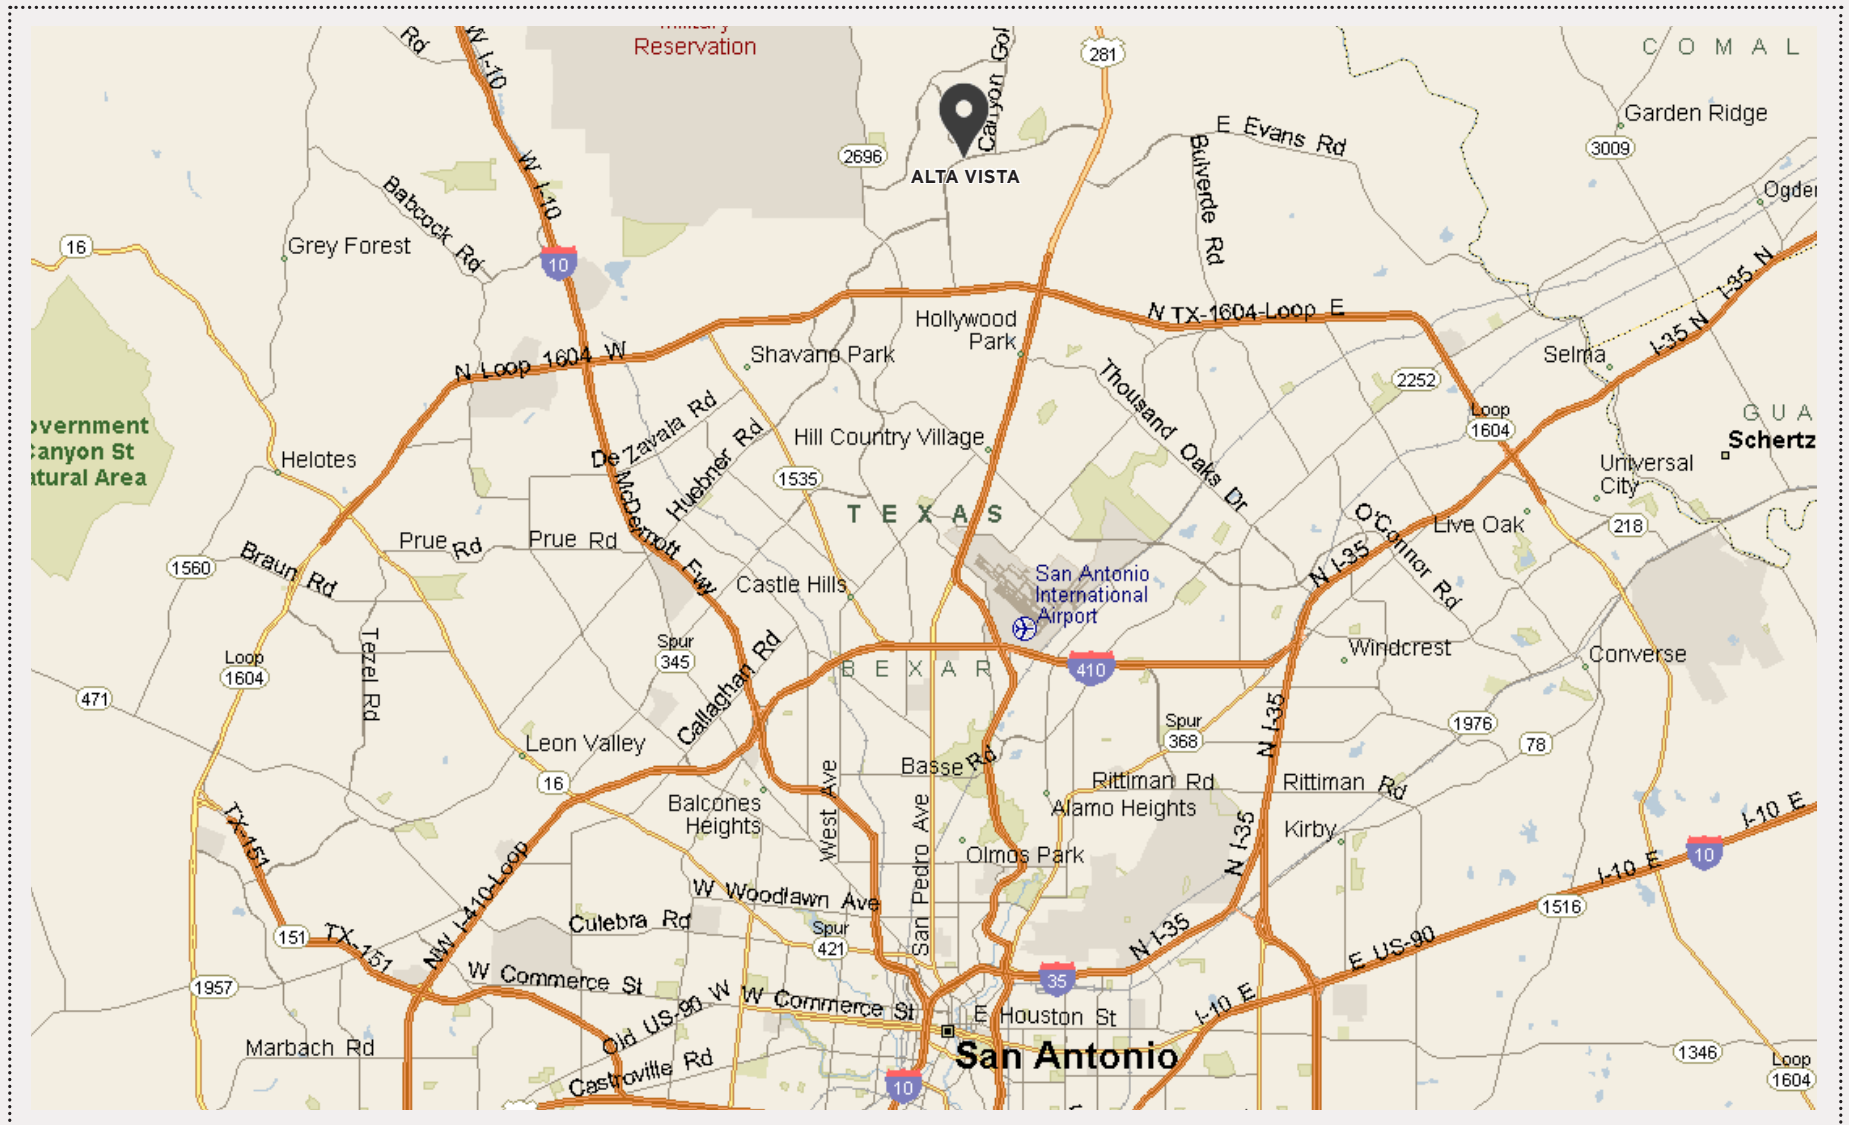 Military
Reservation
Rd
W I-10
Canyon Gol
281
COMAL
Garden Ridge
3009
E Evans Rd
2696
ALTA VISTA
Bulverde Rd
W I-10
Babcock Rd
Ogden
16
Grey Forest
10
I-35 N
N TX-1604-Loop E
Hollywood
Park
I-35 N
Selma
N Loop 1604 W
Shavano Park
2252
Thousand Oaks Dr
Loop
1604
GUA
Schertz
overnment
Canyon St
atural Area
De Zavala Rd
Huebner Rd
Hill Country Village
Helotes
1535
Universal
City
McDermott Fwy
TEXAS
O'Connor Rd
Live Oak
218
Prue Rd
Prue Rd
Braun Rd
1560
N I-35
San Antonio
International
Airport
Castle Hills
Tezel Rd
Spur
345
Callaghan Rd
Loop
1604
BEXAR
410
Windcrest
Converse
471
N I-35
1976
78
Spur
368
Leon Valley
16
Basse Rd
Rittiman Rd
Rittiman Rd
West Ave
Balcones
Heights
San Pedro Ave
Alamo Heights
TX-151
N I-35
Kirby
I-10 E
10
Olmos Park
I-10 E
NW I-410-Loop
W Woodlawn Ave
1516
Culebra Rd
Spur
421
151
TX-151
N I-35
E US-90
W Commerce St
35
1957
Old US-90 W
W Commerce St
I-10 E
E Houston St
San Antonio
Marbach Rd
Castroville Rd
10
1346
Loop
1604